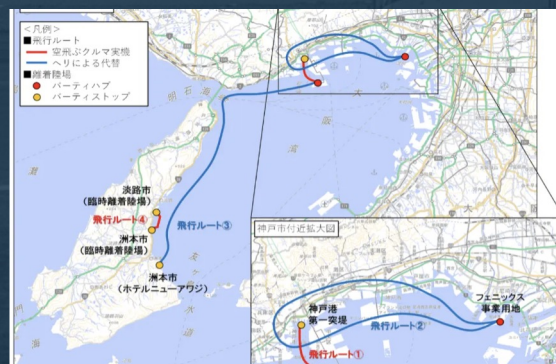 <凡例>
■飛行ルート
空飛ぶクルマ実機
ヘリによる代替
■離着陸場
バーティハブ
バーティストップ
明石海
大
阪
湾
淡路市
(臨時離着陸場)
飛行ルート④
飛行ルート③
洲本市
(臨時離着陸場)
洲本市
(ホテルニューアワジ)
神戸市付近拡大図
神戸港
第一突堤
フェニックス
事業用地
飛行ルート②
飛行ルート①